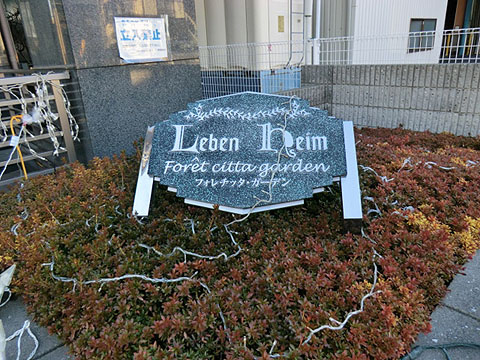 立入禁止
Leben Heim
Foret citta garden
フォレチッタ・ガーデン